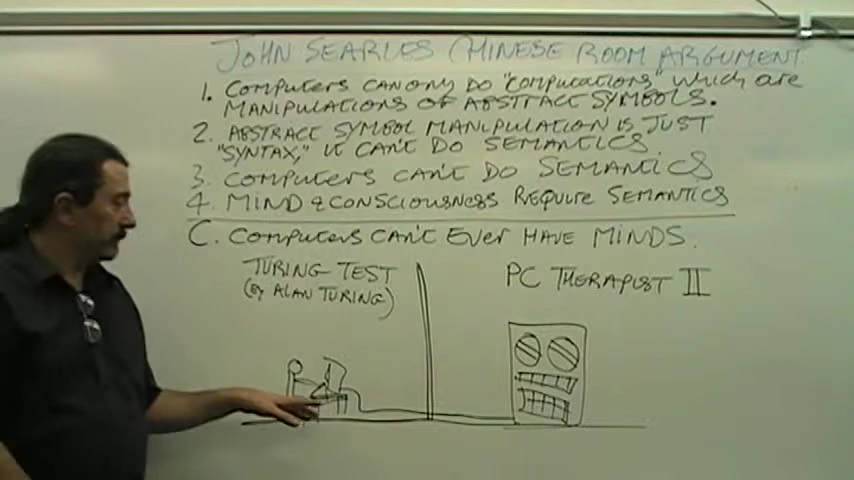 JOHN SEARLES CHINESE ROOM ARGUMENT
1. COMPUTERS CAN ONY DO "COMPUTATIONS" WHICH ARE
MANIPULATIONS OF ABSTRACT SYMBOLS.
2. ABSTRACT SYMBOL MANIPULATION IS JUST
"SYNTAX," IT CAN'T DO SEMANTICS.
3. COMPUTERS CAN'T DO SEMANTICS
4. MIND & CONSCIOUSNESS REQUIRE SEMANTICS
C. COMPUTERS CAN'T EVER HAVE MINDS.
TURING TEST
(BY ALAN TURING)
PC THERAPIST II